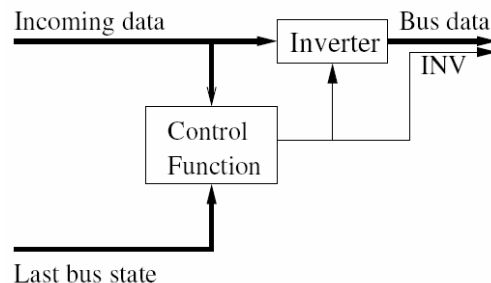 Incoming data
Bus data
Inverter
INV
Control
Function
Last bus state